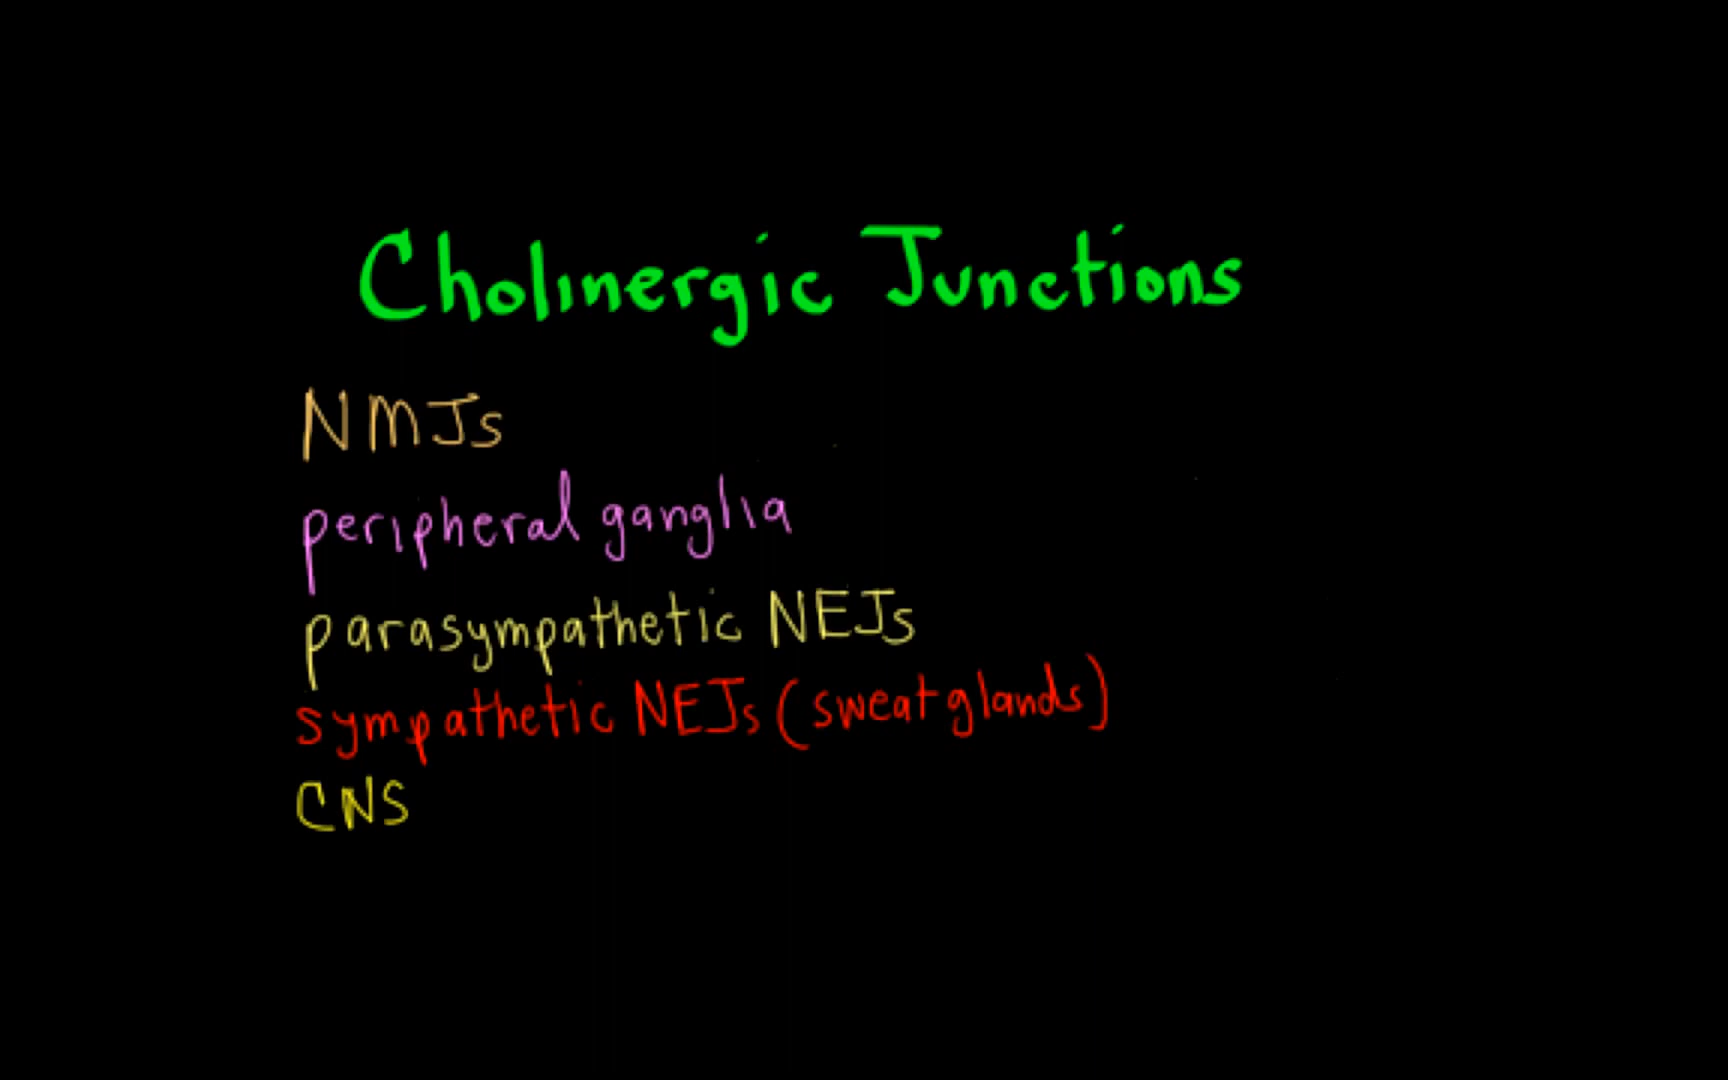 Cholinergic Junctions
NMJs
peripheral ganglia
parasympathetic NEJs
sympathetic NEJs (sweat glands)
CNS